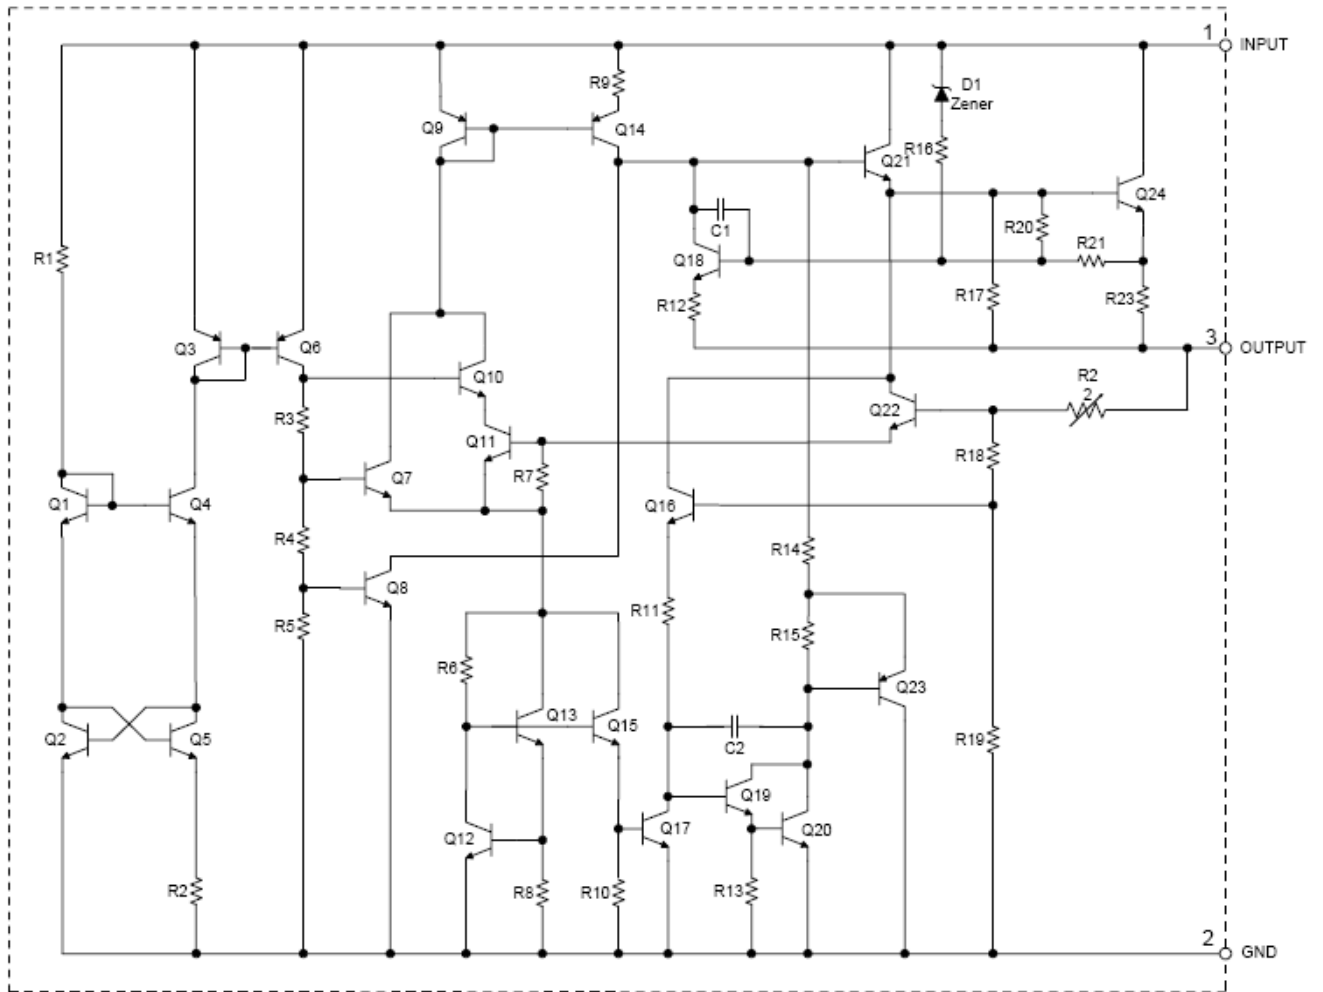 1 INPUT
D1
Zener
R9
Q9
Q14
R16
Q21
Q24
C1
R20
R21
R1
Q18
R12
R17
R23
Q3
Q6
3 OUTPUT
R2
2
Q10
Q22
R3
Q11
R7
R18
Q7
Q1
Q4
Q16
R4
R14
Q8
R11
R5
R15
R6
Q23
Q13
Q15
Q2
Q5
C2
R19
Q19
Q12
Q17
Q20
R2
R8
R10
R13
2 GND